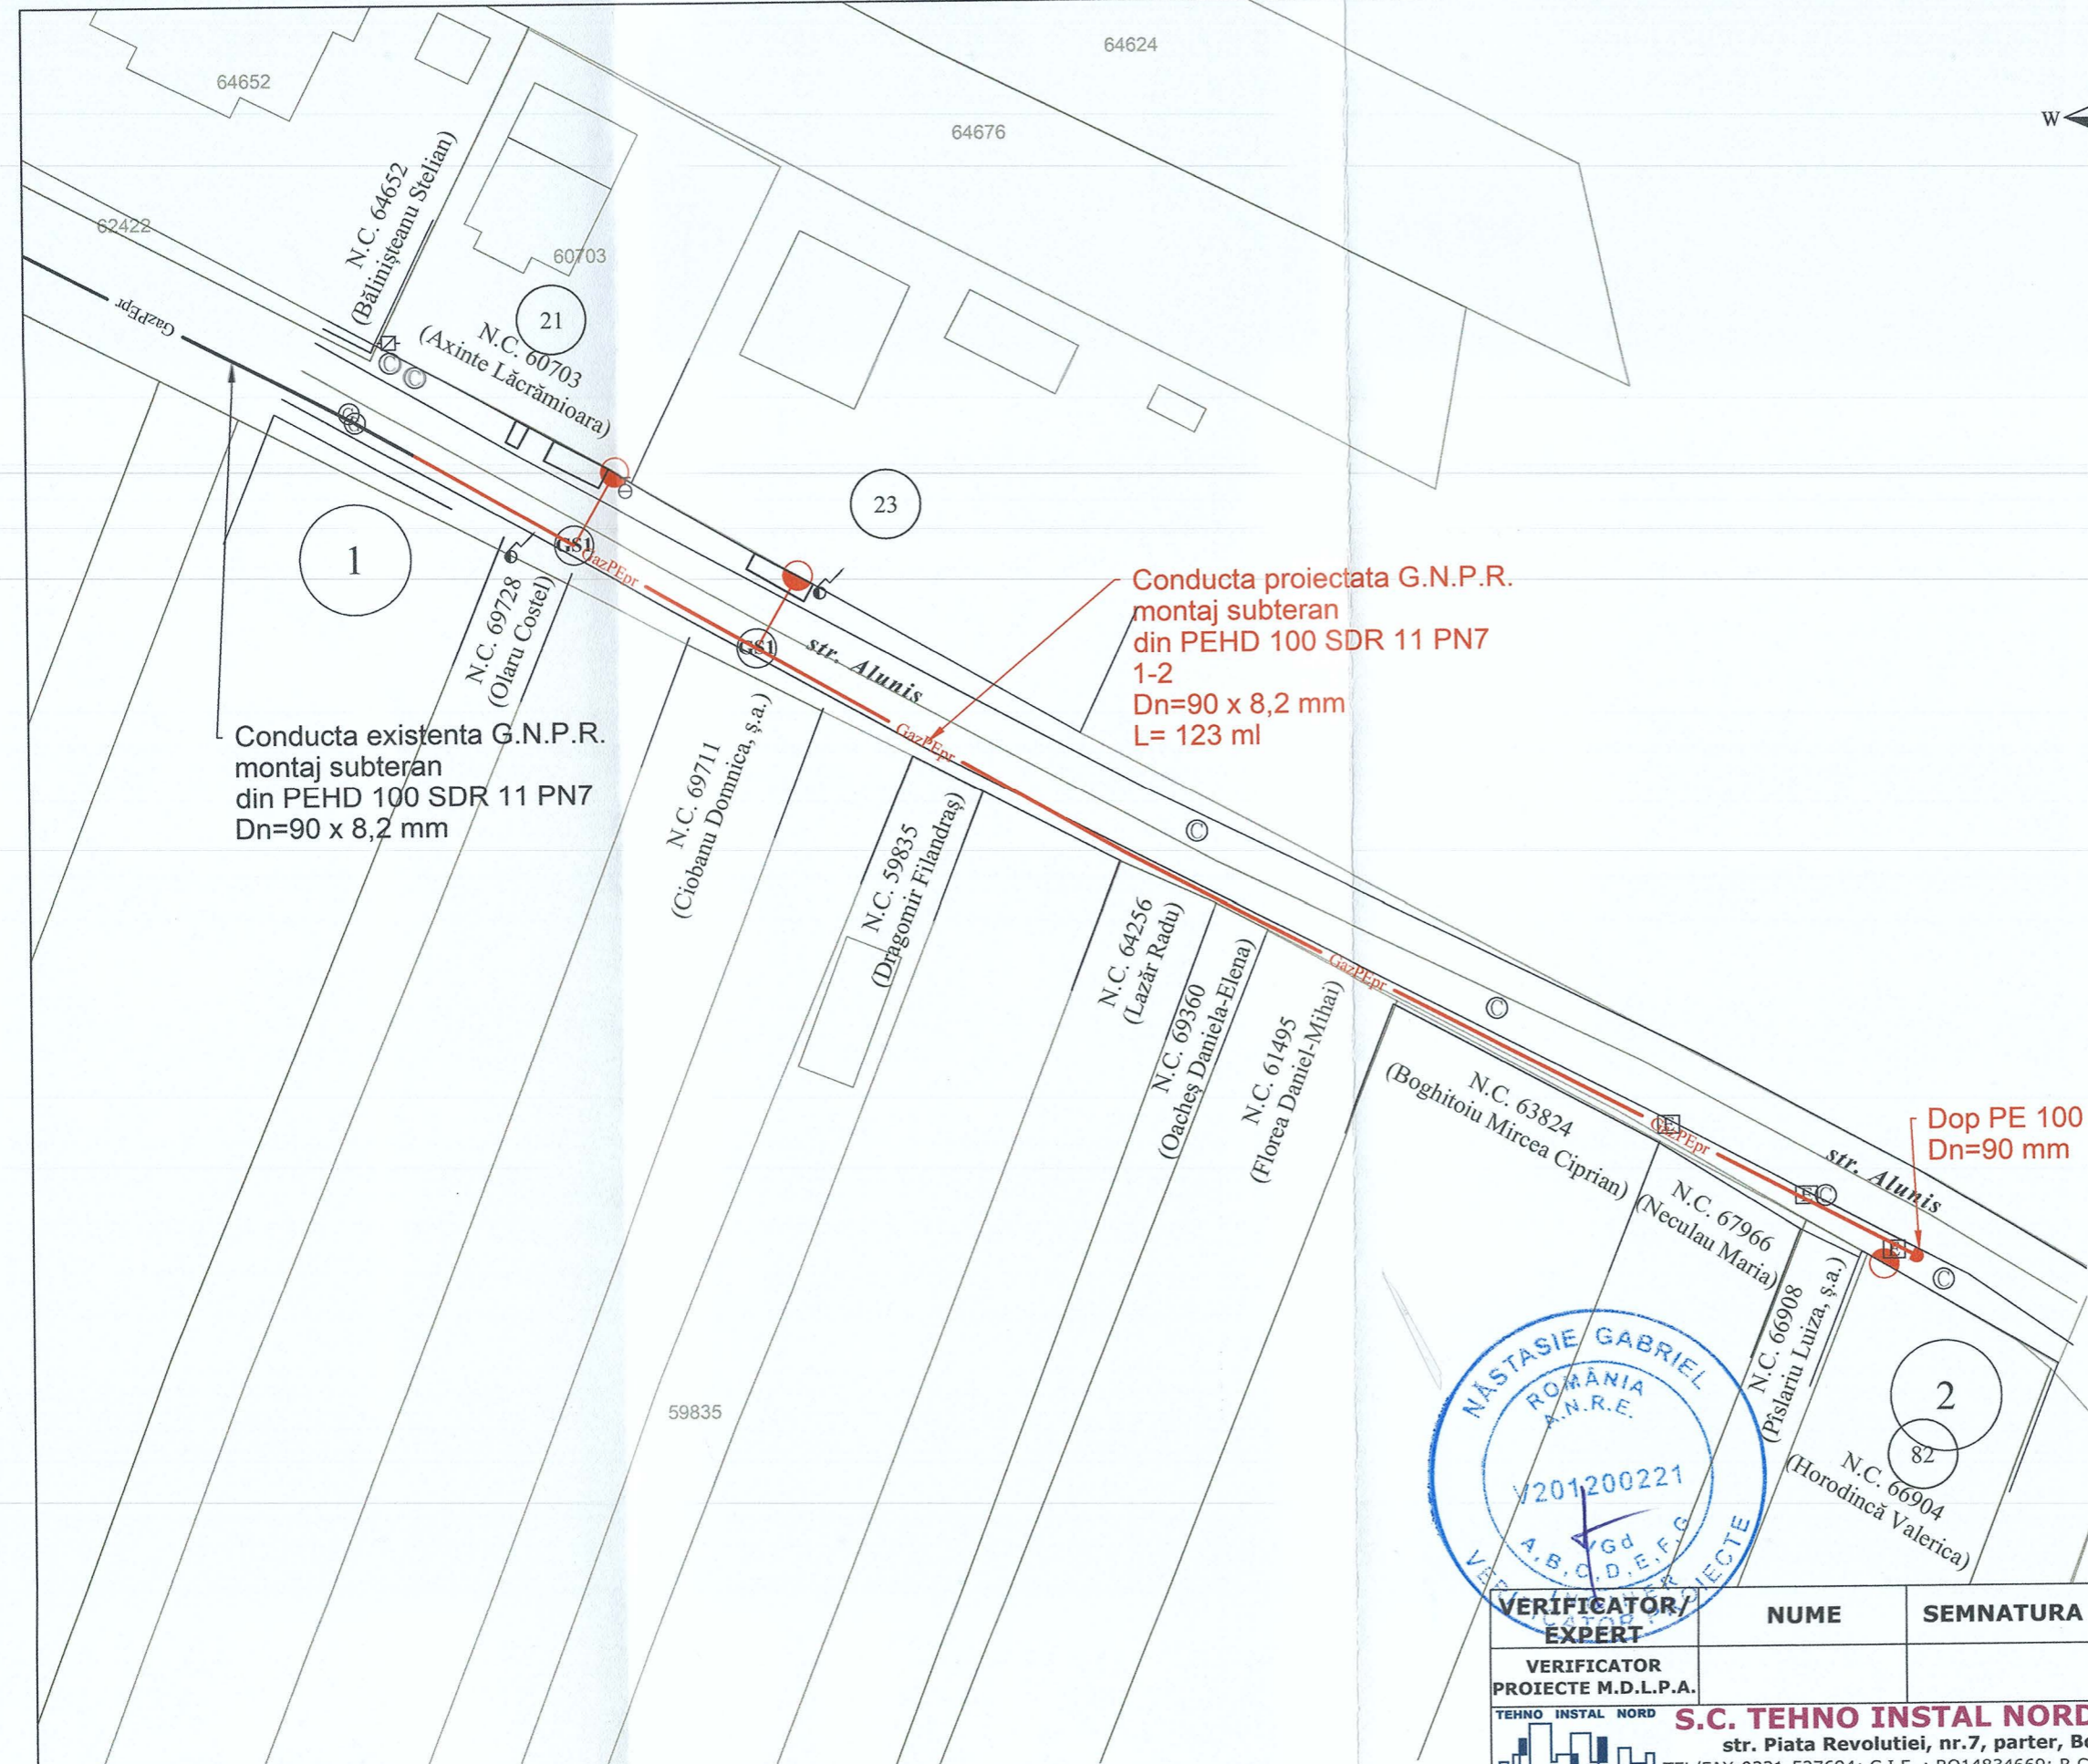 64624
64652
64676
W
N.C. 64652
(Bălinișteanu Stelian)
62422
60703
GazPEpr
21
N.C. 60703
(Axinte Lăcrămioara)
C
C
G
23
1
GS1
GazPEpr
N.C. 69728
(Olaru Costel)
Conducta proiectata G.N.P.R.
montaj subteran
din PEHD 100 SDR 11 PN7
1-2
Dn=90 x 8,2 mm
L= 123 ml
GS1
str. Alunis
Conducta existenta G.N.P.R.
montaj subteran
din PEHD 100 SDR 11 PN7
Dn=90 x 8,2 mm
N.C. 69711
(Ciobanu Domnica, ș.a.)
GazPEpr
N.C. 59835
(Dragomir Filandraș)
C
N.C. 64256
(Lazăr Radu)
N.C. 69360
(Oacheș Daniela-Elena)
N.C. 61495
(Florea Daniel-Mihai)
GazPEpr
C
N.C. 63824
(Boghitoiu Mircea Ciprian)
E
GazPEpr
Dop PE 100
Dn=90 mm
str. Alunis
N.C. 67966
(Neculau Maria)
E
C
E
C
N.C. 66908
(Pîslariu Luiza, ș.a.)
2
82
N.C. 66904
(Horodincă Valerica)
59835
NĂSTASIE GABRIEL
ROMÂNIA
A.N.R.E.
V201200221
VGd
A, B, C, D, E, F, G
VERIFICATOR PROIECTE
VERIFICATOR/
EXPERT
NUME
SEMNATURA
VERIFICATOR
PROIECTE M.D.L.P.A.
TEHNO INSTAL NORD
S.C. TEHNO INSTAL NORD
str. Piata Revolutiei, nr.7, parter,